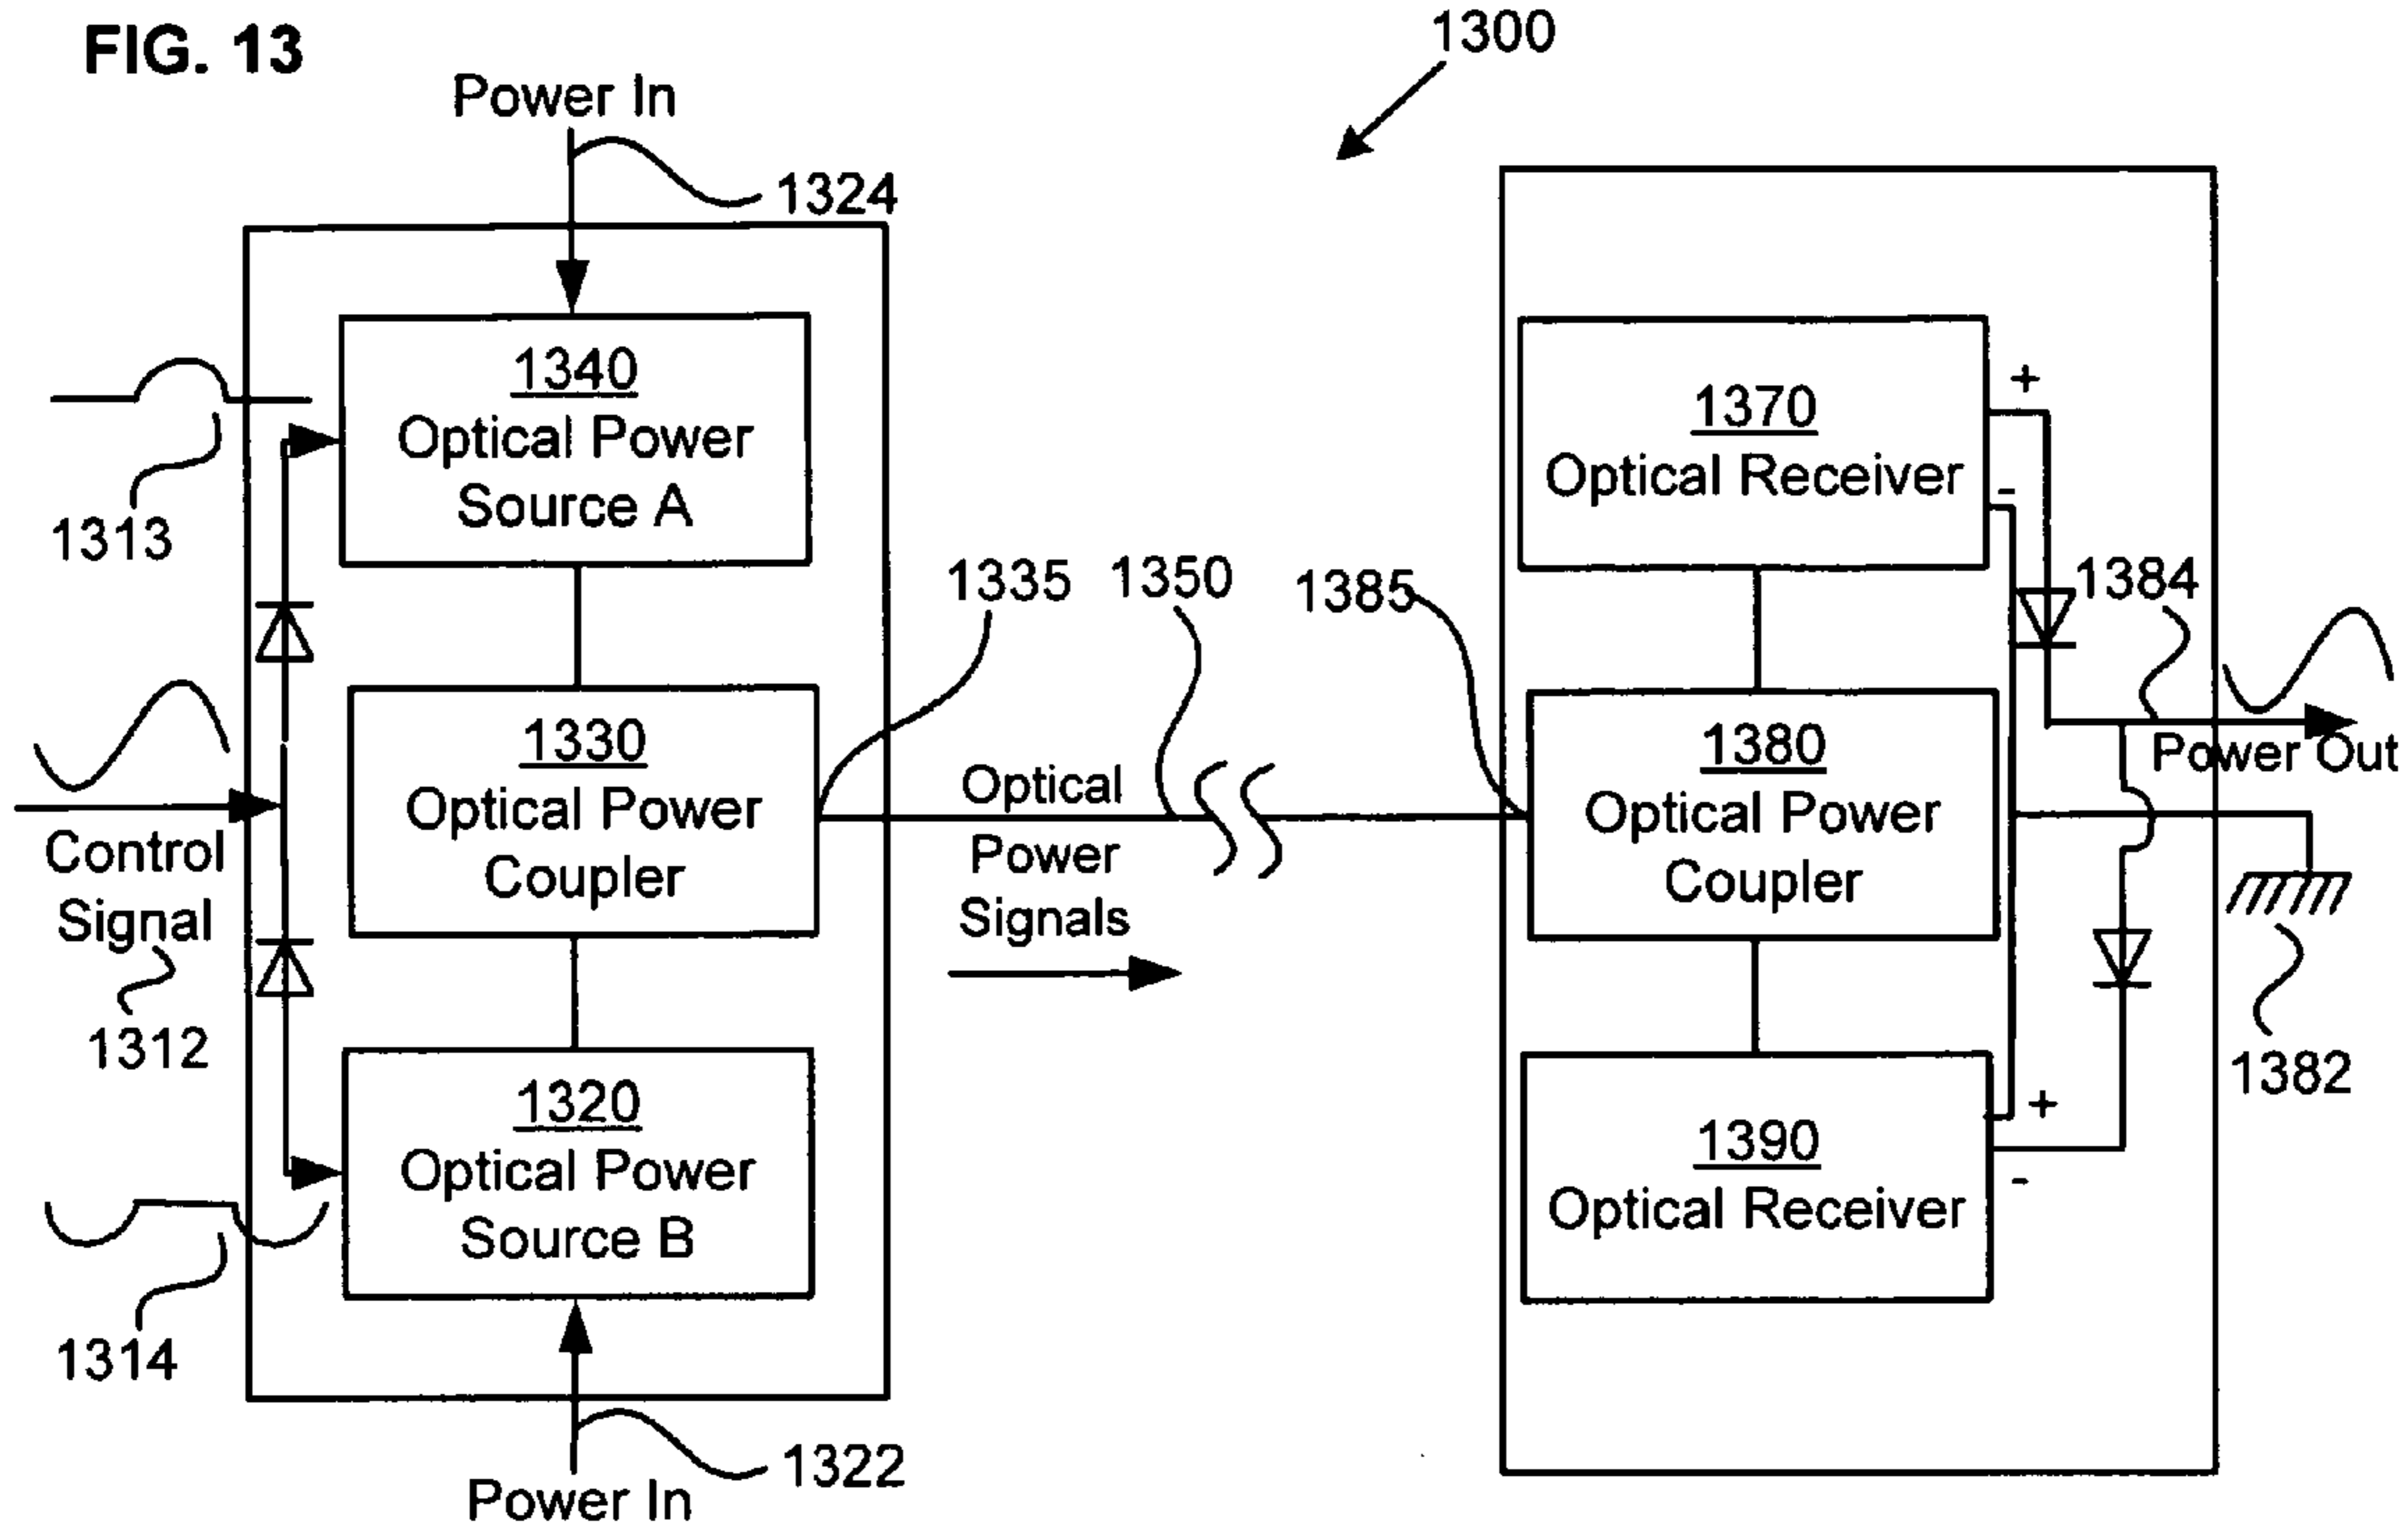 FIG. 13
1300
Power In
1324
1340
Optical Power
Source A
1313
1370
Optical Receiver
+
-
1335
1350
1385
1384
1330
Optical Power
Coupler
Control
Signal
1312
Optical
Power
Signals
1380
Optical Power
Coupler
Power Out
1382
1320
Optical Power
Source B
1314
1390
Optical Receiver
+
-
1322
Power In